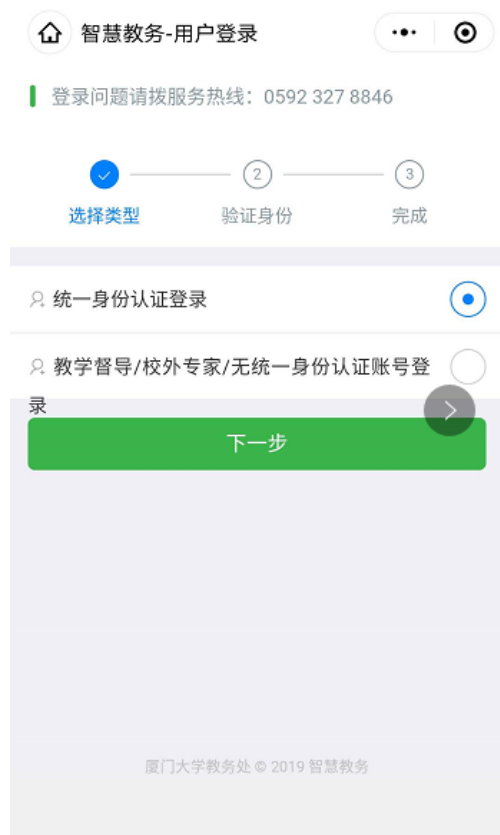 智慧教务-用户登录
登录问题请拨服务热线：0592 327 8846
2
3
选择类型
验证身份
完成
统一身份认证登录
教学督导/校外专家/无统一身份认证账号登
录
下一步
厦门大学教务处 © 2019 智慧教务